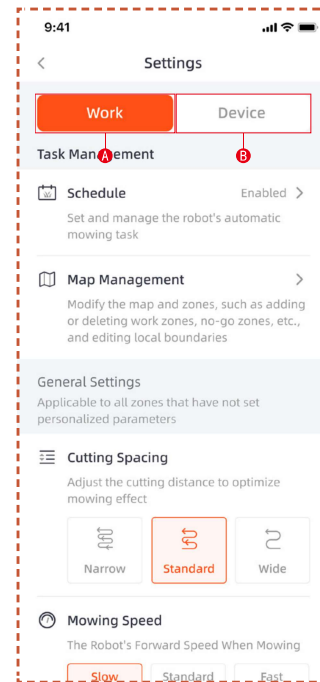 9:41
Settings
Work Device
A B
Task Management
Schedule Enabled
Set and manage the robot's automatic
mowing task
Map Management
Modify the map and zones, such as adding
or deleting work zones, no-go zones, etc.,
and editing local boundaries
General Settings
Applicable to all zones that have not set
personalized parameters
Cutting Spacing
Adjust the cutting distance to optimize
mowing effect
Narrow Standard Wide
Mowing Speed
The Robot's Forward Speed When Mowing
Slow Standard Fast